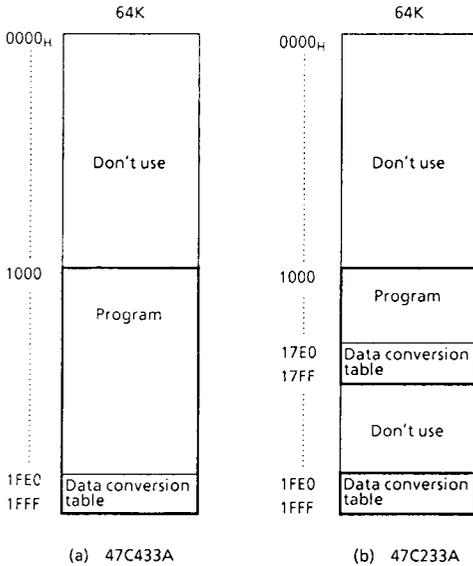 64K
0000H
Don't use
1000
Program
1FE0
1FFF
Data conversion
table
(a) 47C433A
64K
0000H
Don't use
1000
Program
17E0
17FF
Data conversion
table
Don't use
1FE0
1FFF
Data conversion
table
(b) 47C233A